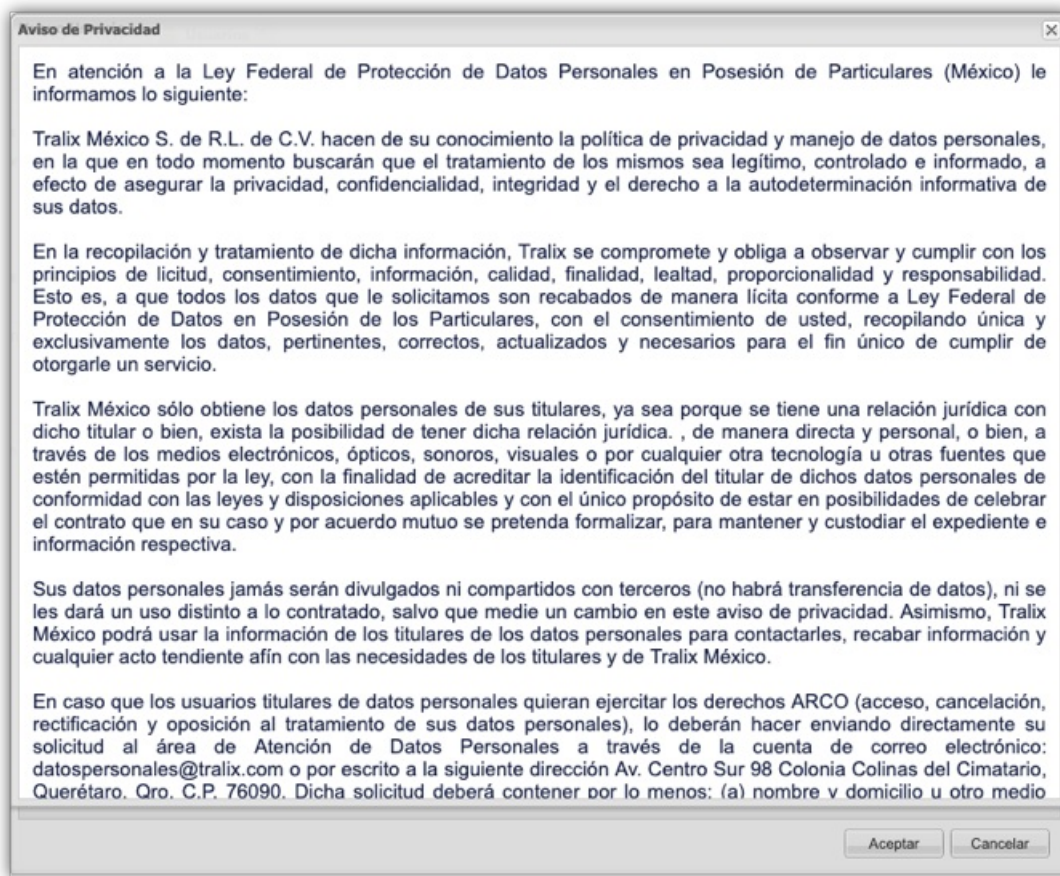 Aviso de Privacidad
En atención a la Ley Federal de Protección de Datos Personales en Posesión de Particulares (México) le
informamos lo siguiente:
Tralix México S. de R.L. de C.V. hacen de su conocimiento la política de privacidad y manejo de datos personales,
en la que en todo momento buscarán que el tratamiento de los mismos sea legítimo, controlado e informado, a
efecto de asegurar la privacidad, confidencialidad, integridad y el derecho a la autodeterminación informativa de
sus datos.
En la recopilación y tratamiento de dicha información, Tralix se compromete y obliga a observar y cumplir con los
principios de licitud, consentimiento, información, calidad, finalidad, lealtad, proporcionalidad y responsabilidad.
Esto es, a que todos los datos que le solicitamos son recabados de manera lícita conforme a Ley Federal de
Protección de Datos en Posesión de los Particulares, con el consentimiento de usted, recopilando única y
exclusivamente los datos, pertinentes, correctos, actualizados y necesarios para el fin único de cumplir de
otorgarle un servicio.
Tralix México sólo obtiene los datos personales de sus titulares, ya sea porque se tiene una relación jurídica con
dicho titular o bien, exista la posibilidad de tener dicha relación jurídica. , de manera directa y personal, o bien, a
través de los medios electrónicos, ópticos, sonoros, visuales o por cualquier otra tecnología u otras fuentes que
estén permitidas por la ley, con la finalidad de acreditar la identificación del titular de dichos datos personales de
conformidad con las leyes y disposiciones aplicables y con el único propósito de estar en posibilidades de celebrar
el contrato que en su caso y por acuerdo mutuo se pretenda formalizar, para mantener y custodiar el expediente e
información respectiva.
Sus datos personales jamás serán divulgados ni compartidos con terceros (no habrá transferencia de datos), ni se
les dará un uso distinto a lo contratado, salvo que medie un cambio en este aviso de privacidad. Asimismo, Tralix
México podrá usar la información de los titulares de los datos personales para contactarles, recabar información y
cualquier acto tendiente afín con las necesidades de los titulares y de Tralix México.
En caso que los usuarios titulares de datos personales quieran ejercitar los derechos ARCO (acceso, cancelación,
rectificación y oposición al tratamiento de sus datos personales), lo deberán hacer enviando directamente su
solicitud al área de Atención de Datos Personales a través de la cuenta de correo electrónico:
datospersonales@tralix.com o por escrito a la siguiente dirección Av. Centro Sur 98 Colonia Colinas del Cimatario,
Querétaro, Qro. C.P. 76090. Dicha solicitud deberá contener por lo menos: (a) nombre y domicilio u otro medio
Aceptar Cancelar